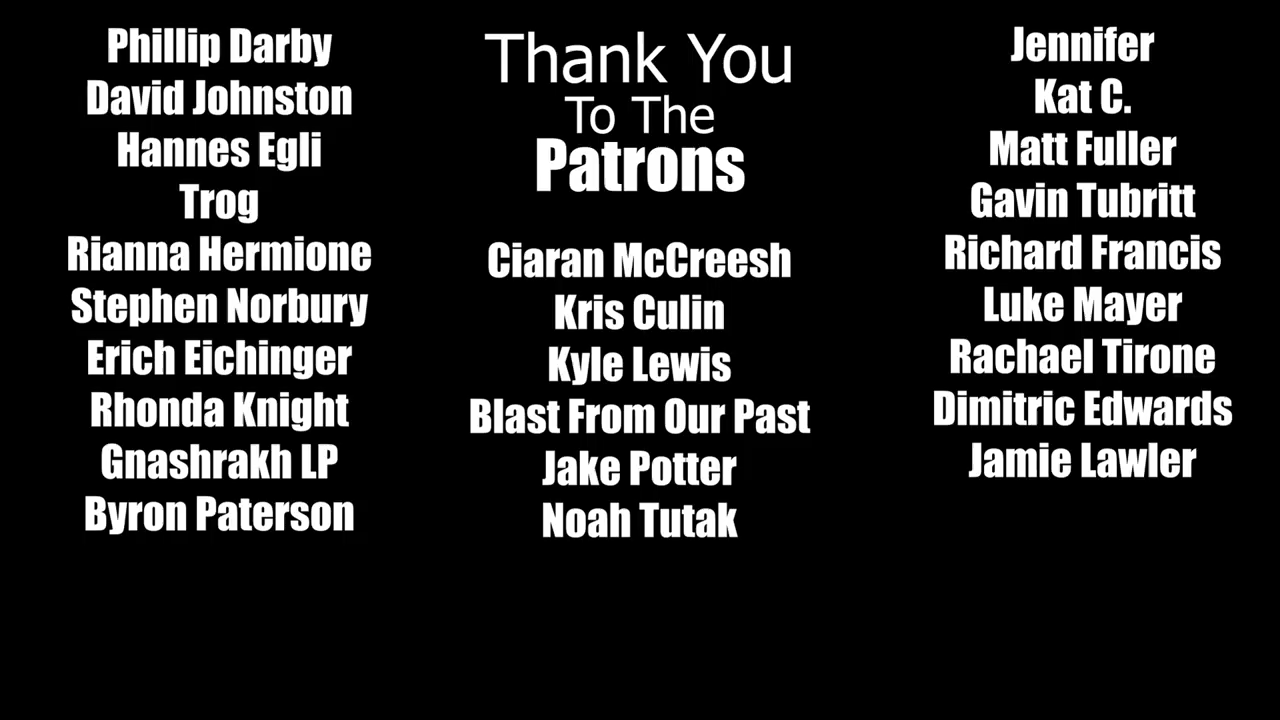 Phillip Darby
David Johnston
Hannes Egli
Trog
Rianna Hermione
Stephen Norbury
Erich Eichinger
Rhonda Knight
Gnashrakh LP
Byron Paterson
Thank You
To The
Patrons
Ciaran McCreesh
Kris Culin
Kyle Lewis
Blast From Our Past
Jake Potter
Noah Tutak
Jennifer
Kat C.
Matt Fuller
Gavin Tubritt
Richard Francis
Luke Mayer
Rachael Tirone
Dimitric Edwards
Jamie Lawler